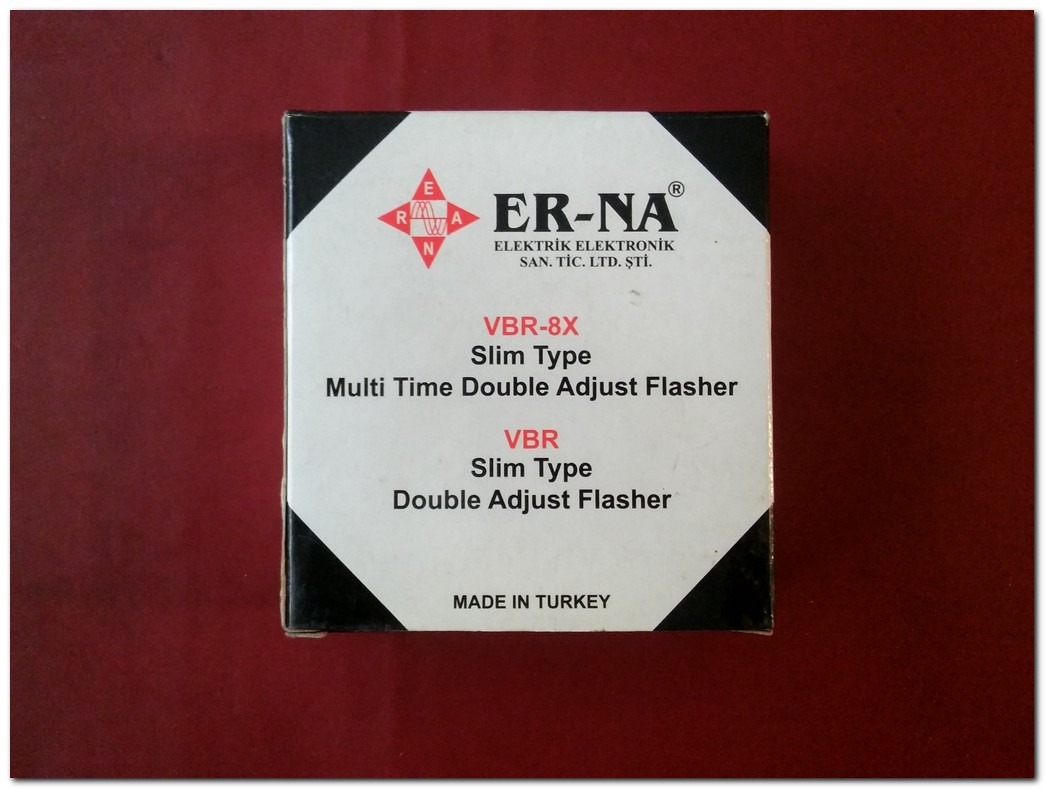 E
R A
N
ER-NA®
ELEKTRİK ELEKTRONİK
SAN. TİC. LTD. ŞTİ.
VBR-8X
Slim Type
Multi Time Double Adjust Flasher
VBR
Slim Type
Double Adjust Flasher
MADE IN TURKEY